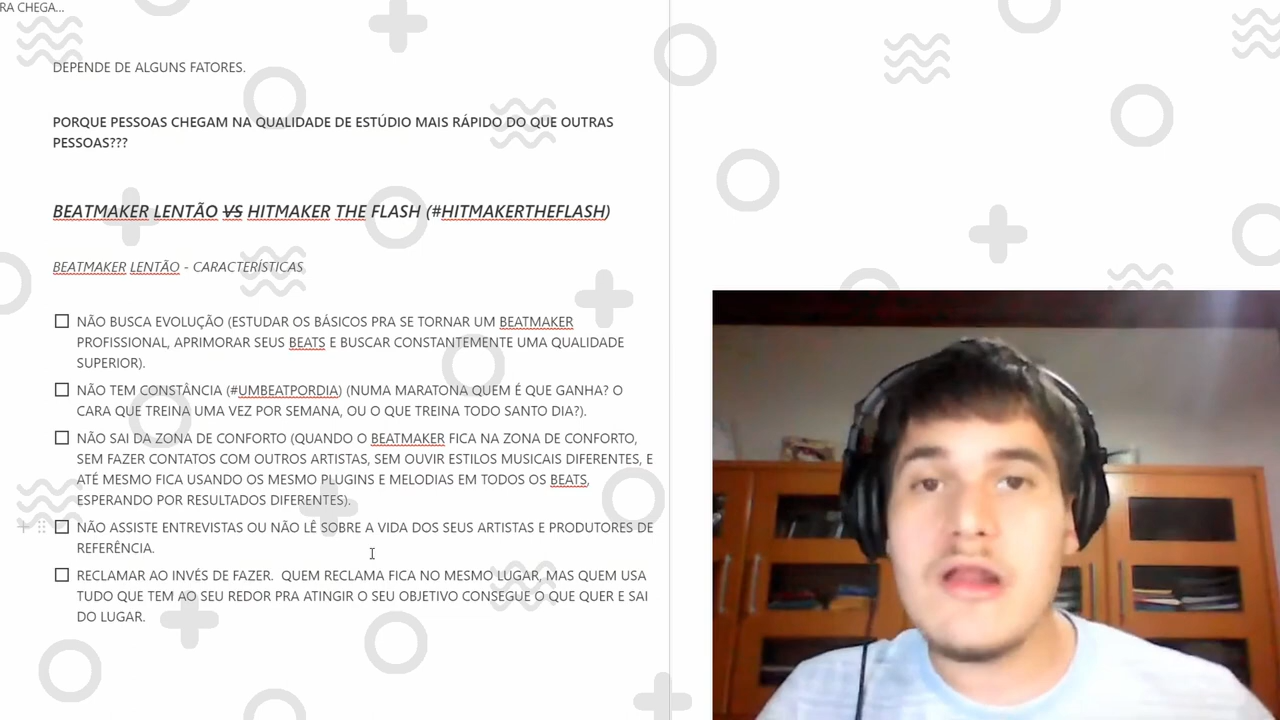 RA CHEGA...
DEPENDE DE ALGUNS FATORES.
PORQUE PESSOAS CHEGAM NA QUALIDADE DE ESTÚDIO MAIS RÁPIDO DO QUE OUTRAS
PESSOAS???
BEATMAKER LENTÃO VS HITMAKER THE FLASH (#HITMAKERTHEFLASH)
BEATMAKER LENTÃO - CARACTERÍSTICAS
NÃO BUSCA EVOLUÇÃO (ESTUDAR OS BÁSICOS PRA SE TORNAR UM BEATMAKER
PROFISSIONAL, APRIMORAR SEUS BEATS E BUSCAR CONSTANTEMENTE UMA QUALIDADE
SUPERIOR).
NÃO TEM CONSTÂNCIA (#UMBEATPORDIA) (NUMA MARATONA QUEM É QUE GANHA? O
CARA QUE TREINA UMA VEZ POR SEMANA, OU O QUE TREINA TODO SANTO DIA?).
NÃO SAI DA ZONA DE CONFORTO (QUANDO O BEATMAKER FICA NA ZONA DE CONFORTO,
SEM FAZER CONTATOS COM OUTROS ARTISTAS, SEM OUVIR ESTILOS MUSICAIS DIFERENTES, E
ATÉ MESMO FICA USANDO OS MESMO PLUGINS E MELODIAS EM TODOS OS BEATS,
ESPERANDO POR RESULTADOS DIFERENTES).
NÃO ASSISTE ENTREVISTAS OU NÃO LÊ SOBRE A VIDA DOS SEUS ARTISTAS E PRODUTORES DE
REFERÊNCIA.
RECLAMAR AO INVÉS DE FAZER.  QUEM RECLAMA FICA NO MESMO LUGAR, MAS QUEM USA
TUDO QUE TEM AO SEU REDOR PRA ATINGIR O SEU OBJETIVO CONSEGUE O QUE QUER E SAI
DO LUGAR.